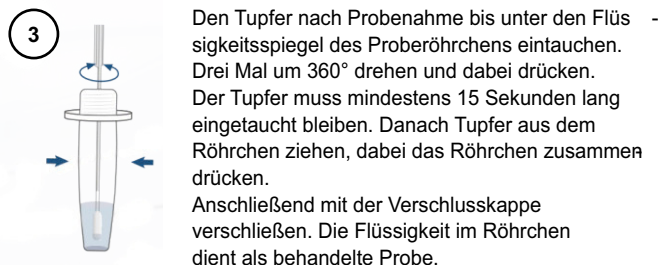 3
Den Tupfer nach Probenahme bis unter den Flüs -
sigkeitsspiegel des Proberöhrchens eintauchen.
Drei Mal um 360° drehen und dabei drücken.
Der Tupfer muss mindestens 15 Sekunden lang
eingetaucht bleiben. Danach Tupfer aus dem
Röhrchen ziehen, dabei das Röhrchen zusammen-
drücken.
Anschließend mit der Verschlusskappe
verschließen. Die Flüssigkeit im Röhrchen
dient als behandelte Probe.